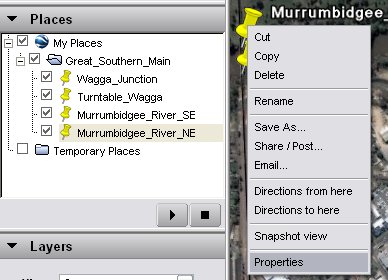 Places
My Places
Great_Southern_Main
Wagga_Junction
Turntable_Wagga
Murrumbidgee_River_SE
Murrumbidgee_River_NE
Temporary Places
Layers
Murrumbidgee_
Cut
Copy
Delete
Rename
Save As...
Share / Post...
Email...
Directions from here
Directions to here
Snapshot view
Properties